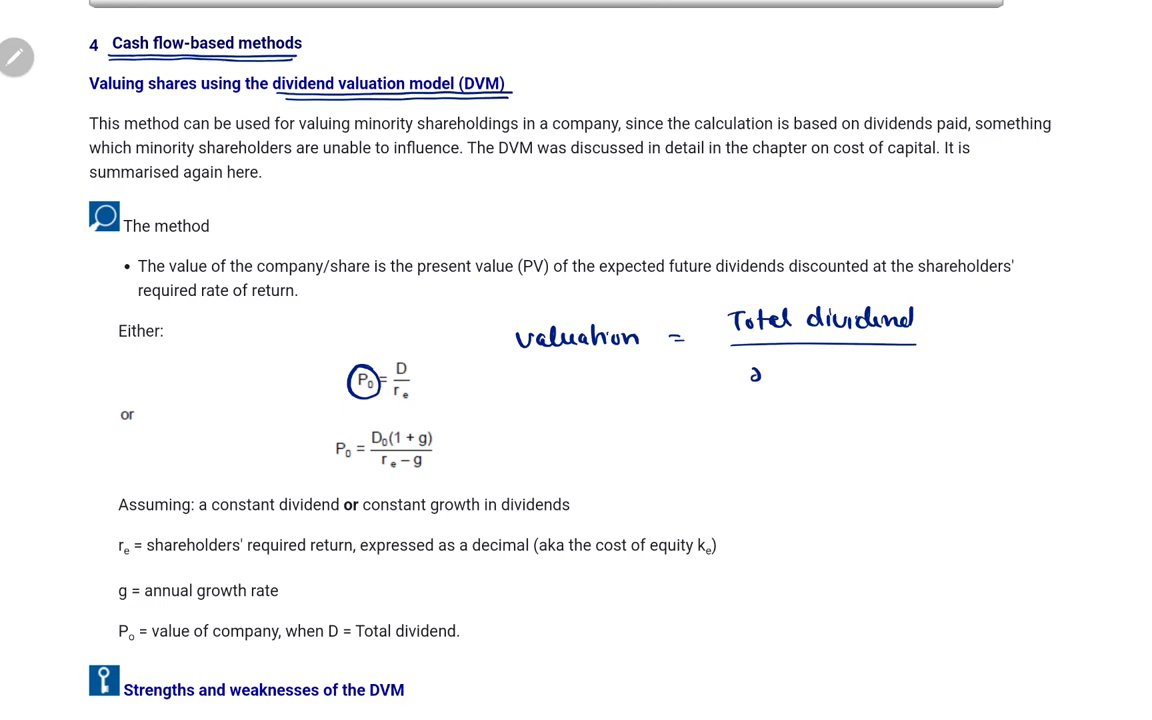 4 Cash flow-based methods
Valuing shares using the dividend valuation model (DVM)
This method can be used for valuing minority shareholdings in a company, since the calculation is based on dividends paid, something
which minority shareholders are unable to influence. The DVM was discussed in detail in the chapter on cost of capital. It is
summarised again here.
The method
• The value of the company/share is the present value (PV) of the expected future dividends discounted at the shareholders'
required rate of return.
Either:
valuation = Total dividend
P₀ = D / rₑ
or
P₀ = D₀(1 + g) / rₑ – g
Assuming: a constant dividend or constant growth in dividends
rₑ = shareholders' required return, expressed as a decimal (aka the cost of equity kₑ)
g = annual growth rate
Pₒ = value of company, when D = Total dividend.
Strengths and weaknesses of the DVM